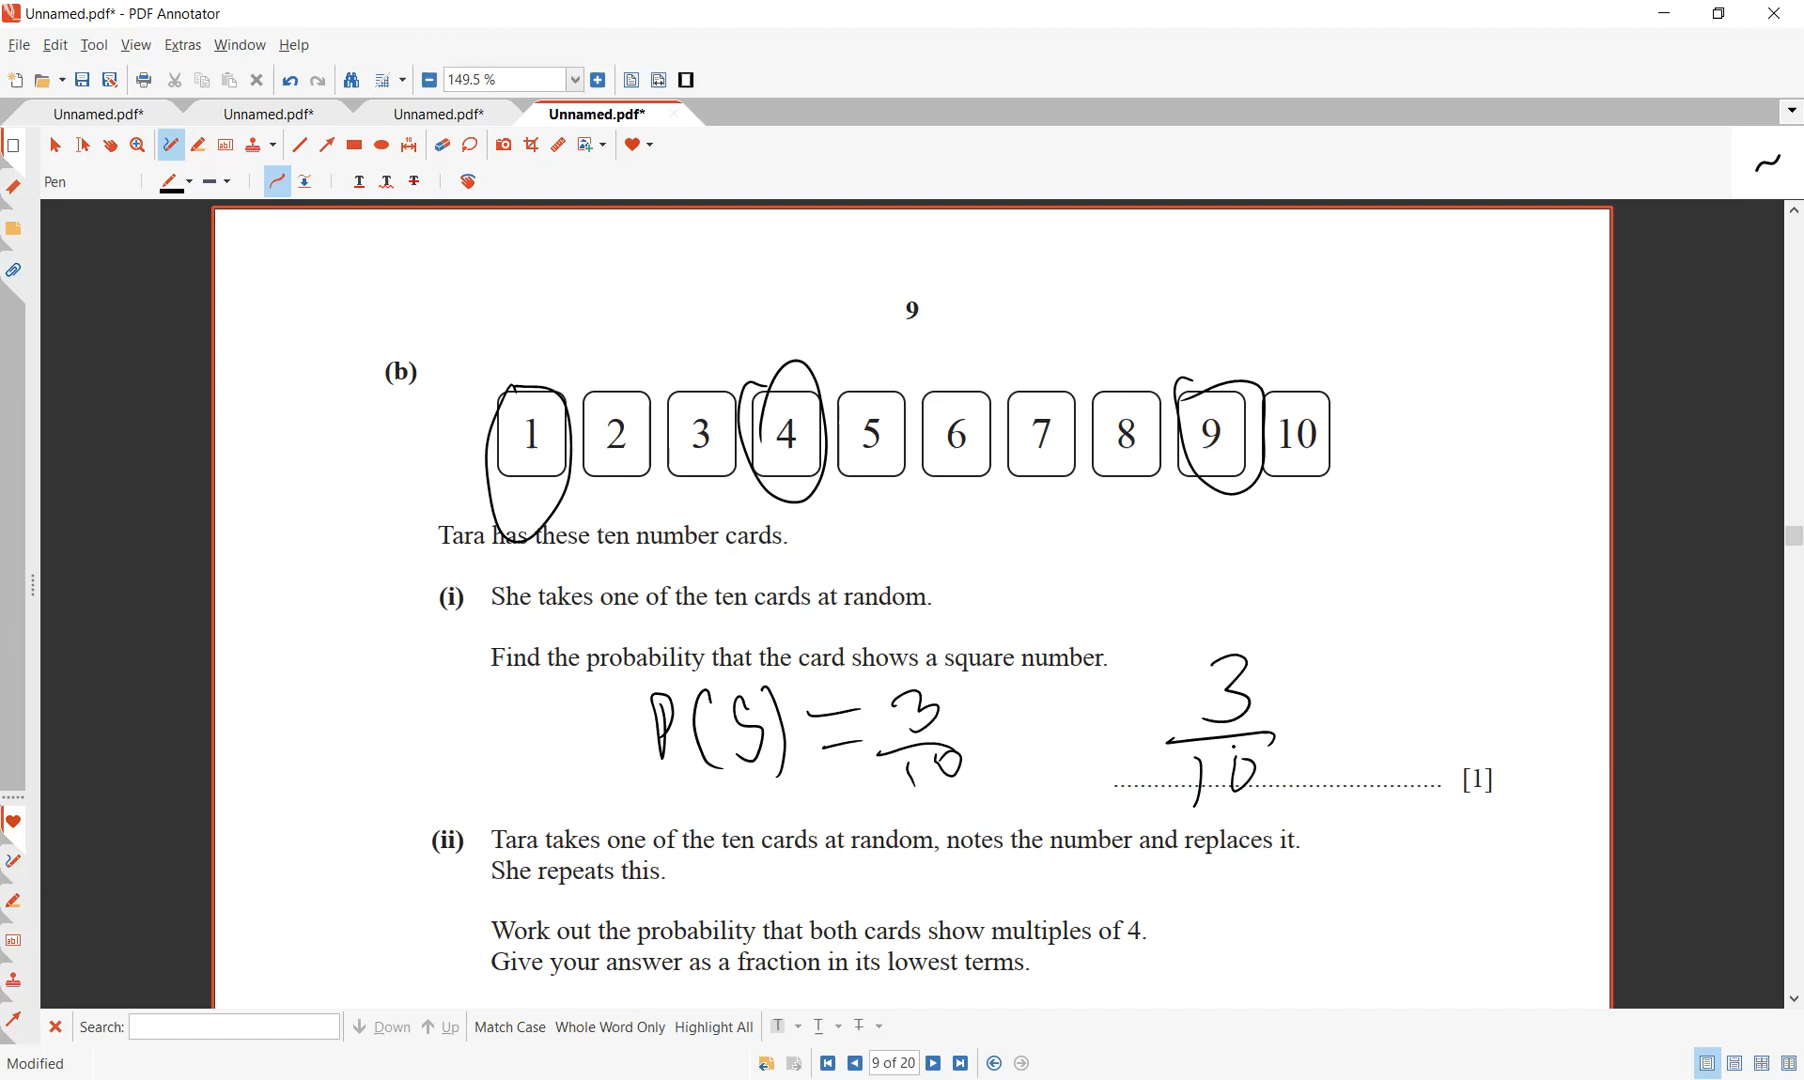 Unnamed.pdf* - PDF Annotator
File Edit Tool View Extras Window Help
149.5 %
Unnamed.pdf* Unnamed.pdf* Unnamed.pdf* Unnamed.pdf*
Pen
9
(b)
1 2 3 4 5 6 7 8 9 10
Tara has these ten number cards.
(i) She takes one of the ten cards at random.
Find the probability that the card shows a square number.
P(S) = 3/10
3/10
[1]
(ii) Tara takes one of the ten cards at random, notes the number and replaces it.
She repeats this.
Work out the probability that both cards show multiples of 4.
Give your answer as a fraction in its lowest terms.
Search: Down Up Match Case Whole Word Only Highlight All
Modified 9 of 20